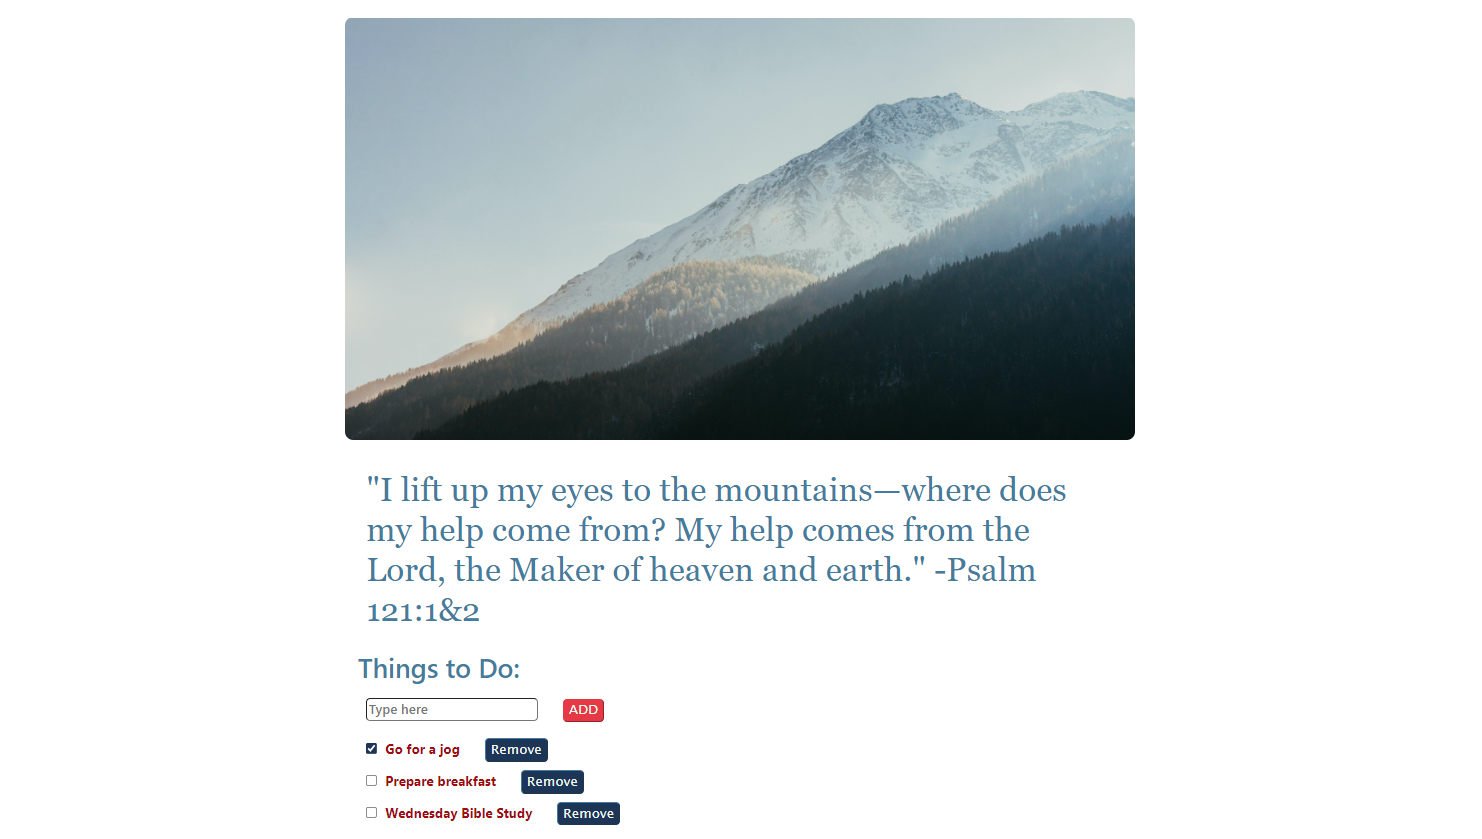 "I lift up my eyes to the mountains—where does
my help come from? My help comes from the
Lord, the Maker of heaven and earth." -Psalm
121:1&2
Things to Do:
Type here ADD
Go for a jog Remove
Prepare breakfast Remove
Wednesday Bible Study Remove